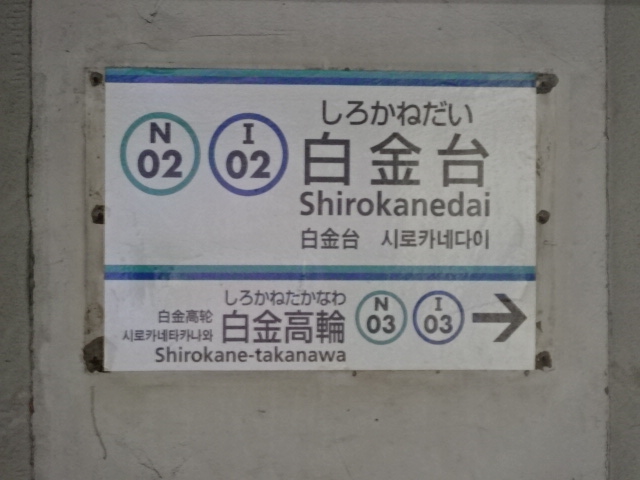 しろかねだい
N 02 I 02 白金台
Shirokanedai
白金台 시로카네다이
しろかねたかなわ
白金高轮
시로카네타카나와 白金高輪 N 03 I 03 →
Shirokane-takanawa